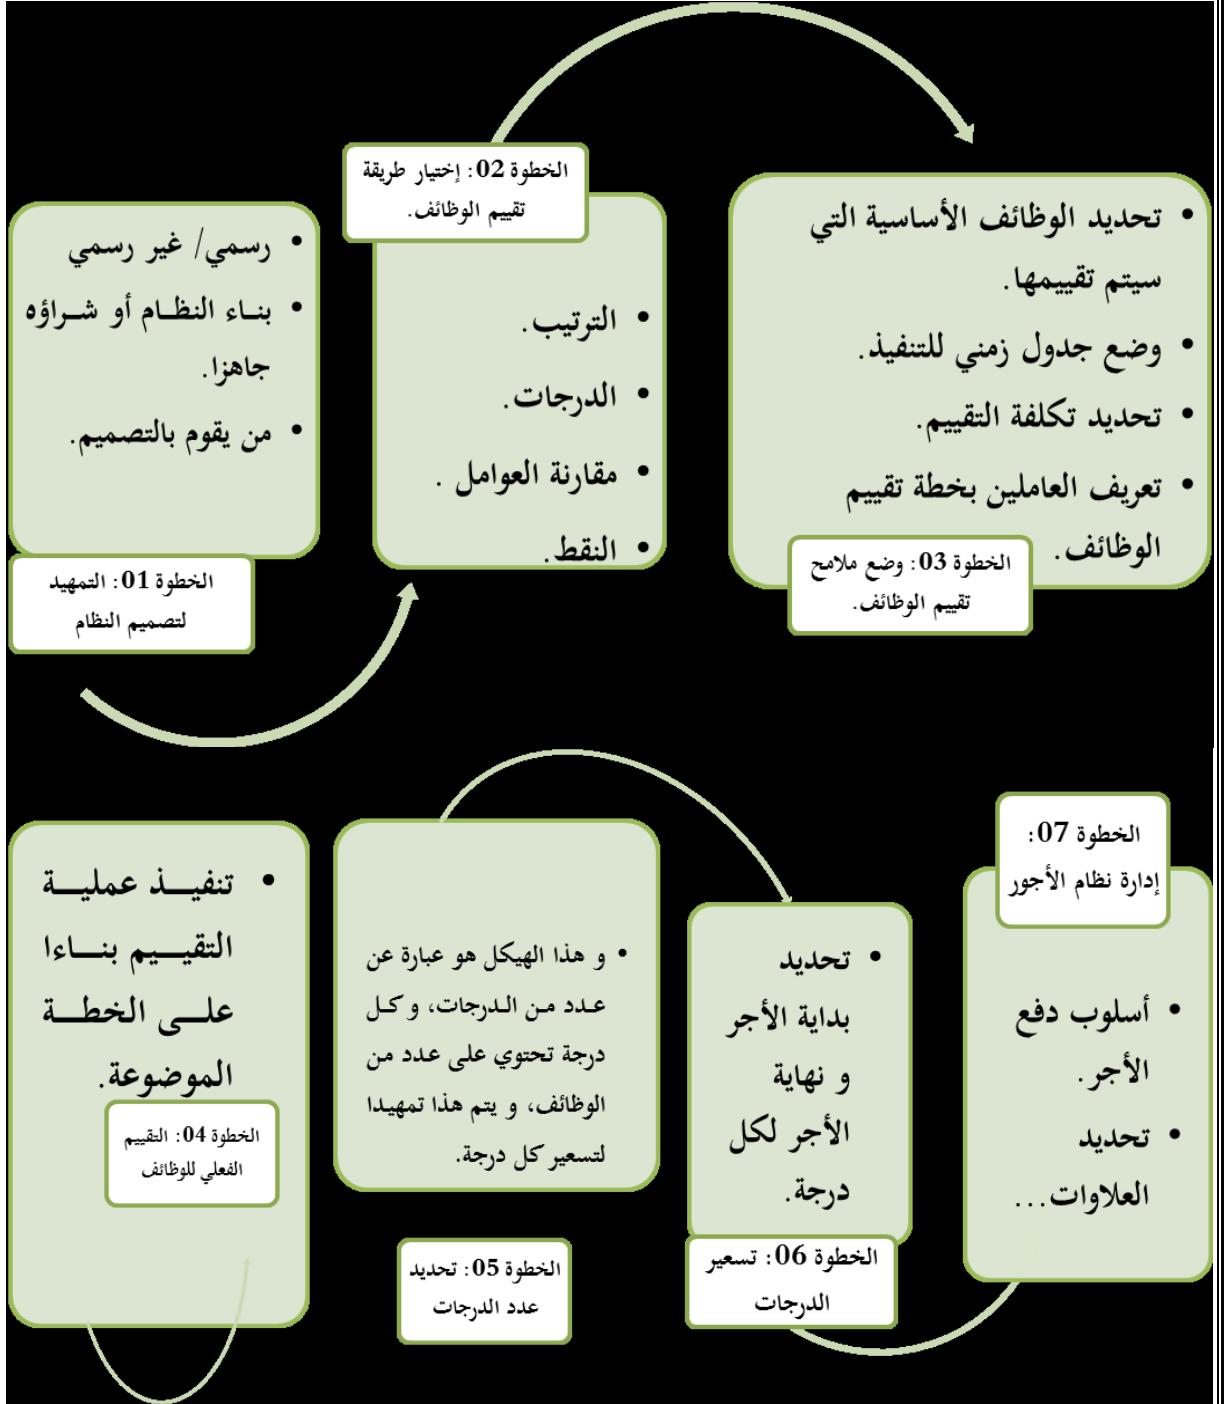 الخطوة 01: التمهيد
لتصميم النظام
• رسمي/ غير رسمي
• بناء النظام أو شراؤه
جاهزا.
• من يقوم بالتصميم.
الخطوة 02: إختيار طريقة
تقييم الوظائف.
• الترتيب.
• الدرجات.
• مقارنة العوامل .
• النقط.
الخطوة 03: وضع ملامح
تقييم الوظائف.
• تحديد الوظائف الأساسية التي
سيتم تقييمها.
• وضع جدول زمني للتنفيذ.
• تحديد تكلفة التقييم.
• تعريف العاملين بخطة تقييم
الوظائف.
الخطوة 04: التقييم
الفعلي للوظائف
• تنفيذ عملية
التقييم بناءا
على الخطة
الموضوعة.
الخطوة 05: تحديد
عدد الدرجات
• و هذا الهيكل هو عبارة عن
عدد من الدرجات، و كل
درجة تحتوي على عدد من
الوظائف، و يتم هذا تمهيدا
لتسعير كل درجة.
الخطوة 06: تسعير
الدرجات
• تحديد
بداية الأجر
و نهاية
الأجر لكل
درجة.
الخطوة 07:
إدارة نظام الأجور
• أسلوب دفع
الأجر.
• تحديد
العلاوات...